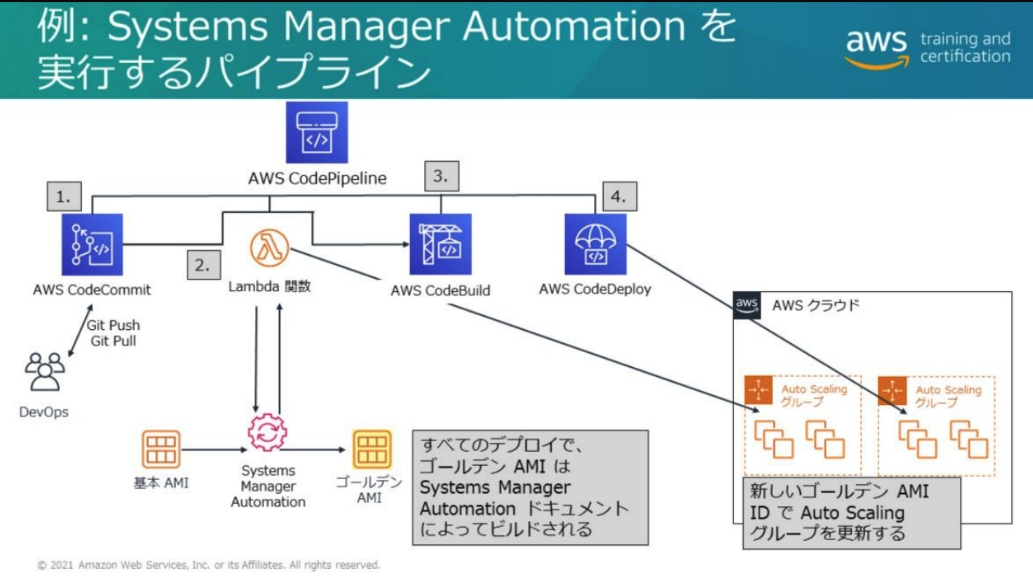 例: Systems Manager Automation を
実行するパイプライン
aws training and
certification
AWS CodePipeline
1.
2.
3.
4.
AWS CodeCommit
Lambda 関数
AWS CodeBuild
AWS CodeDeploy
Git Push
Git Pull
DevOps
aws AWS クラウド
Auto Scaling
グループ
Auto Scaling
グループ
基本 AMI
Systems
Manager
Automation
ゴールデン
AMI
すべてのデプロイで、
ゴールデン AMI は
Systems Manager
Automation ドキュメント
によってビルドされる
新しいゴールデン AMI
ID で Auto Scaling
グループを更新する
© 2021 Amazon Web Services, Inc. or its Affiliates. All rights reserved.